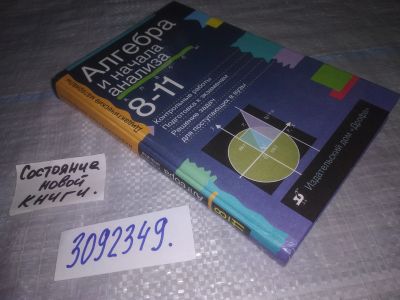 Алгебра
и начала
анализа
8-11
Контрольные работы
Подготовка к экзаменам
Решение задач
для поступающих в вузы
Издательский дом «Дрофа»
Состояние
новой
книги.
3092349.